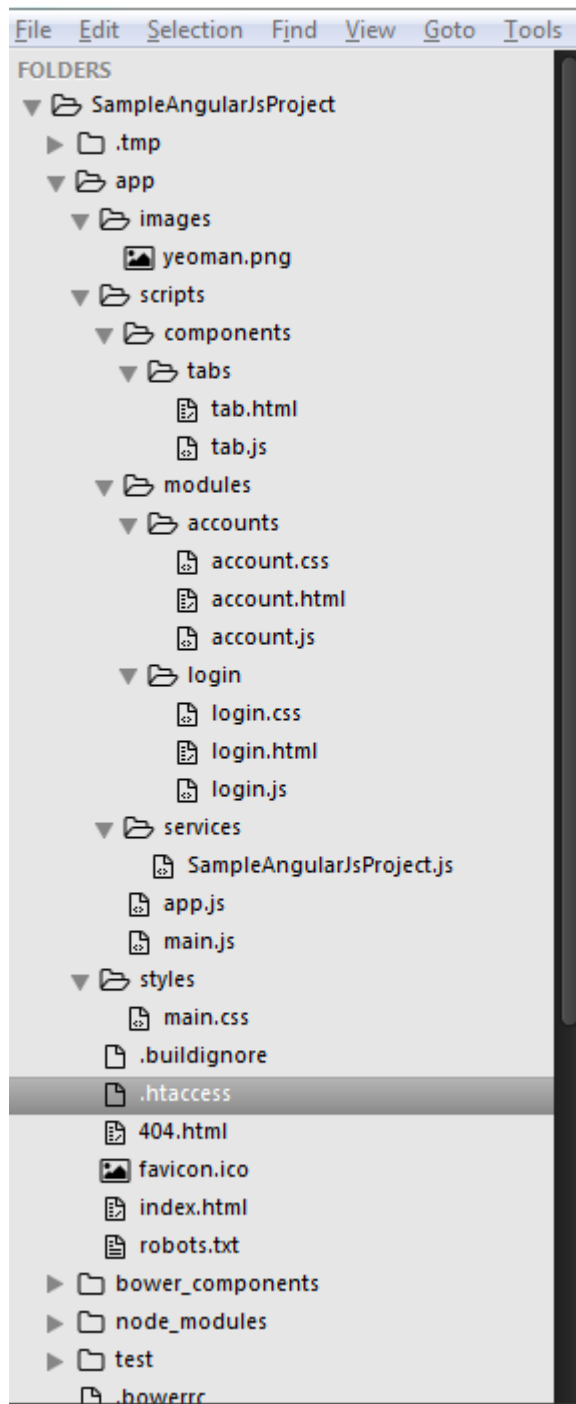 File Edit Selection Find View Goto Tools
FOLDERS
SampleAngularJsProject
.tmp
app
images
yeoman.png
scripts
components
tabs
tab.html
tab.js
modules
accounts
account.css
account.html
account.js
login
login.css
login.html
login.js
services
SampleAngularJsProject.js
app.js
main.js
styles
main.css
.buildignore
.htaccess
404.html
favicon.ico
index.html
robots.txt
bower_components
node_modules
test
.bowerrc